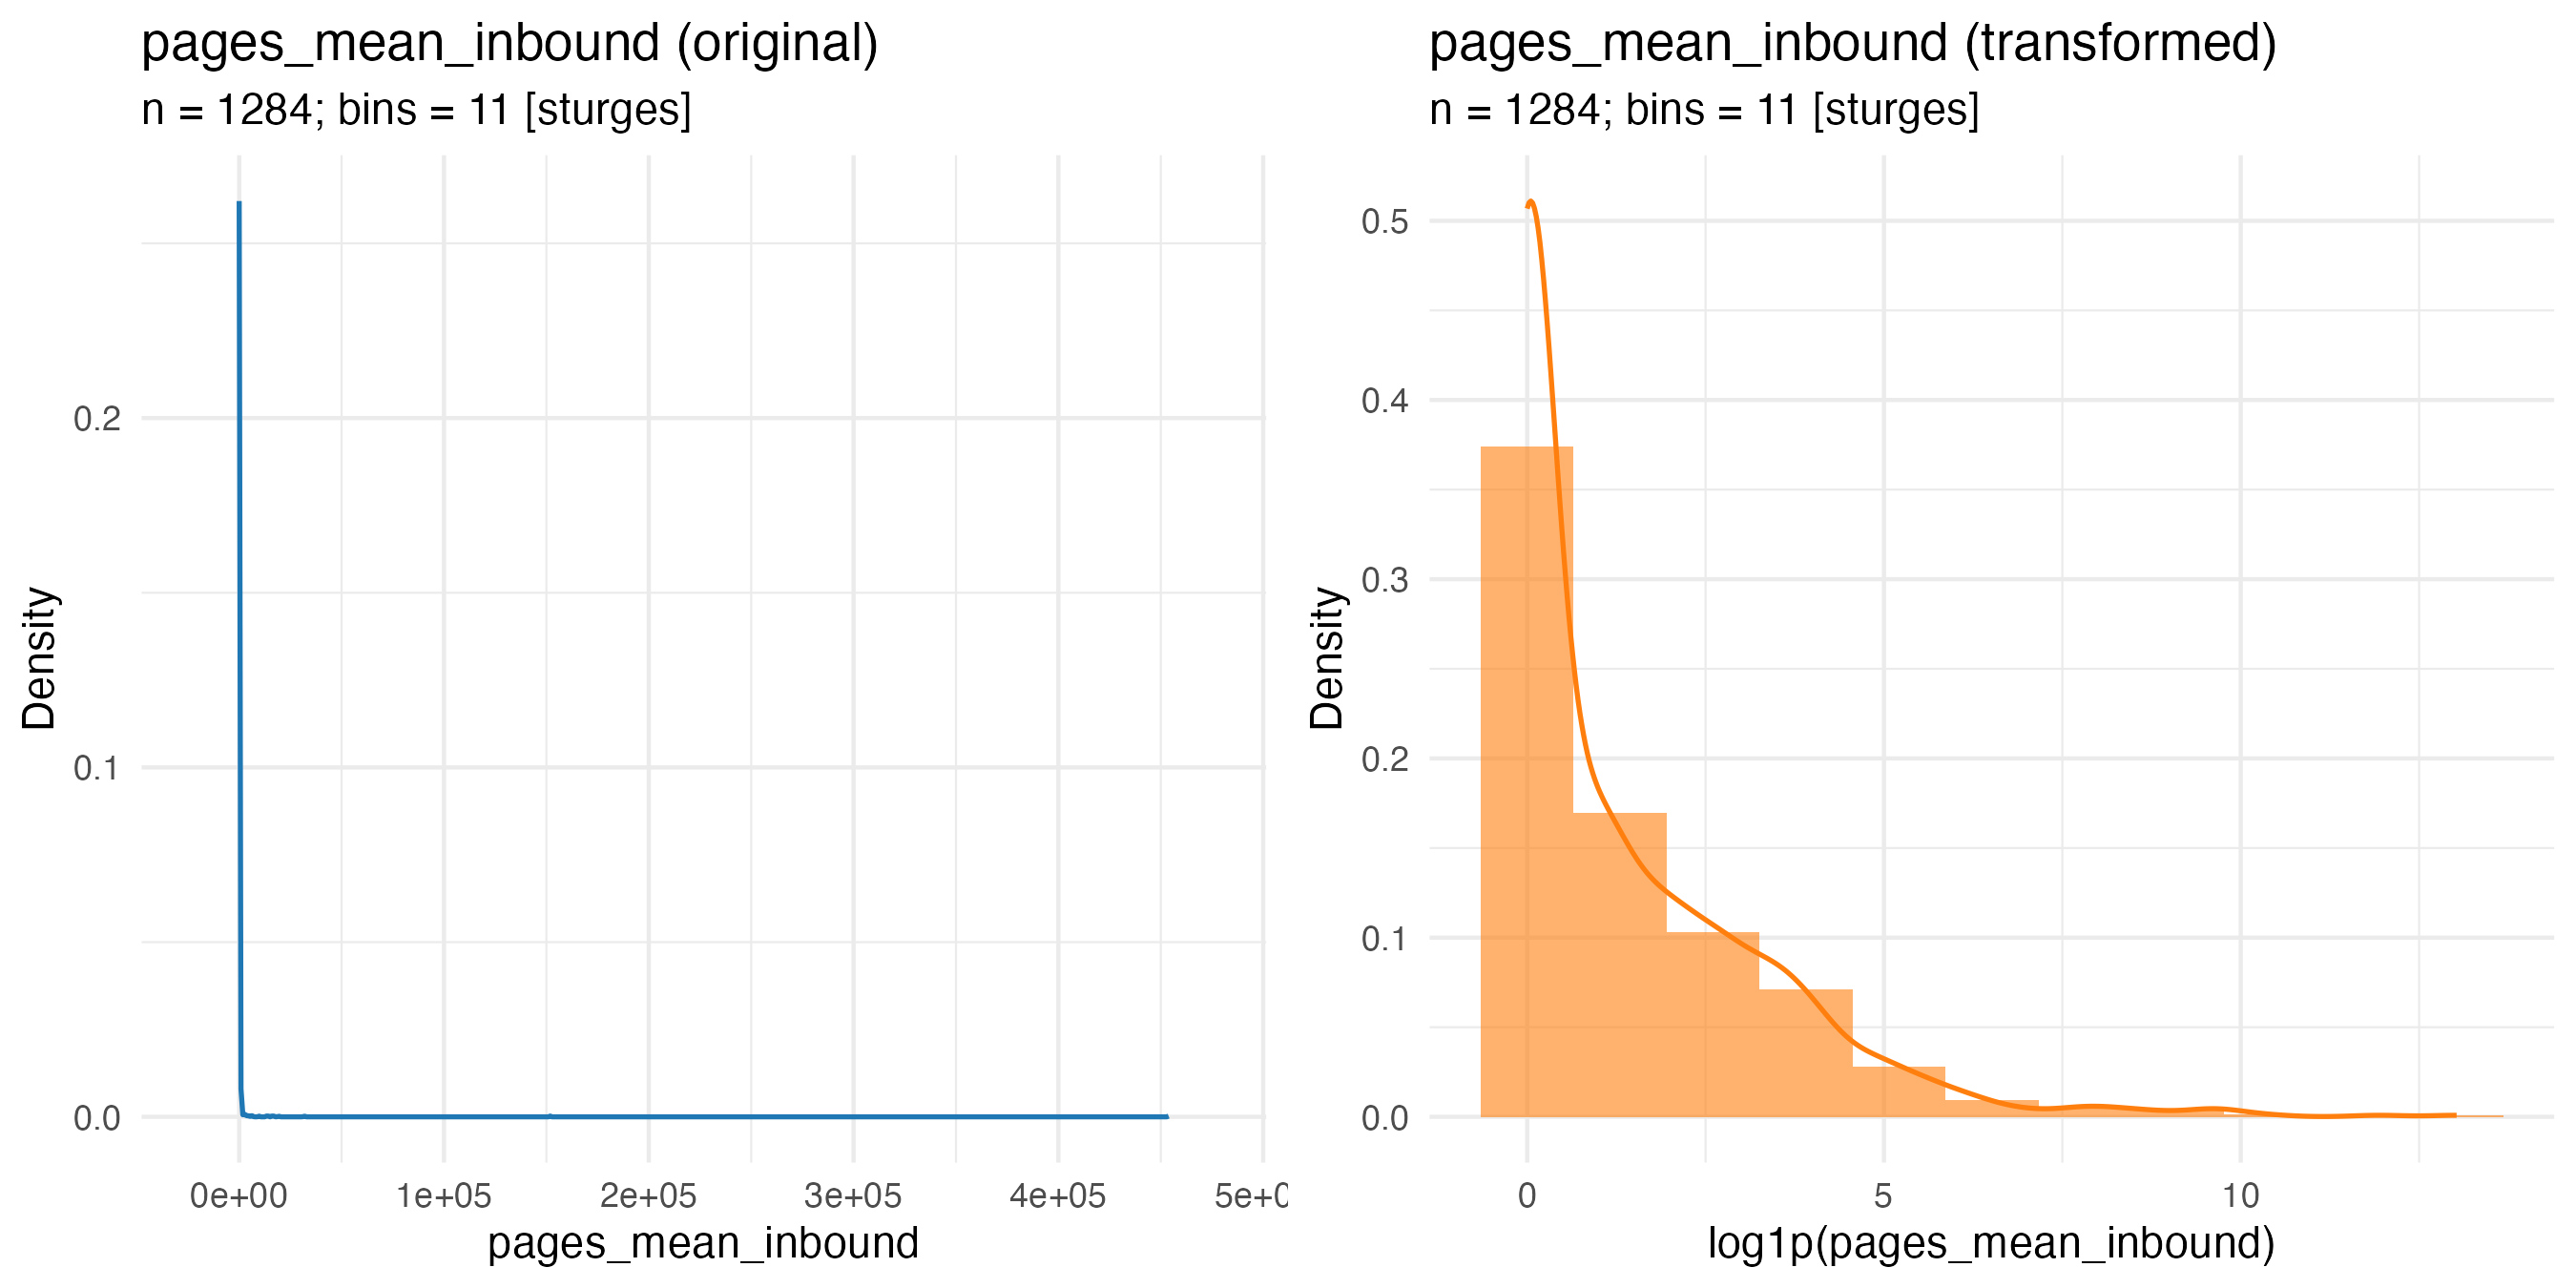 pages_mean_inbound (original)
n = 1284; bins = 11 [sturges]
Density
0.2
0.1
0.0
0e+00 1e+05 2e+05 3e+05 4e+05 5e+0
pages_mean_inbound
pages_mean_inbound (transformed)
n = 1284; bins = 11 [sturges]
Density
0.5
0.4
0.3
0.2
0.1
0.0
0 5 10
log1p(pages_mean_inbound)